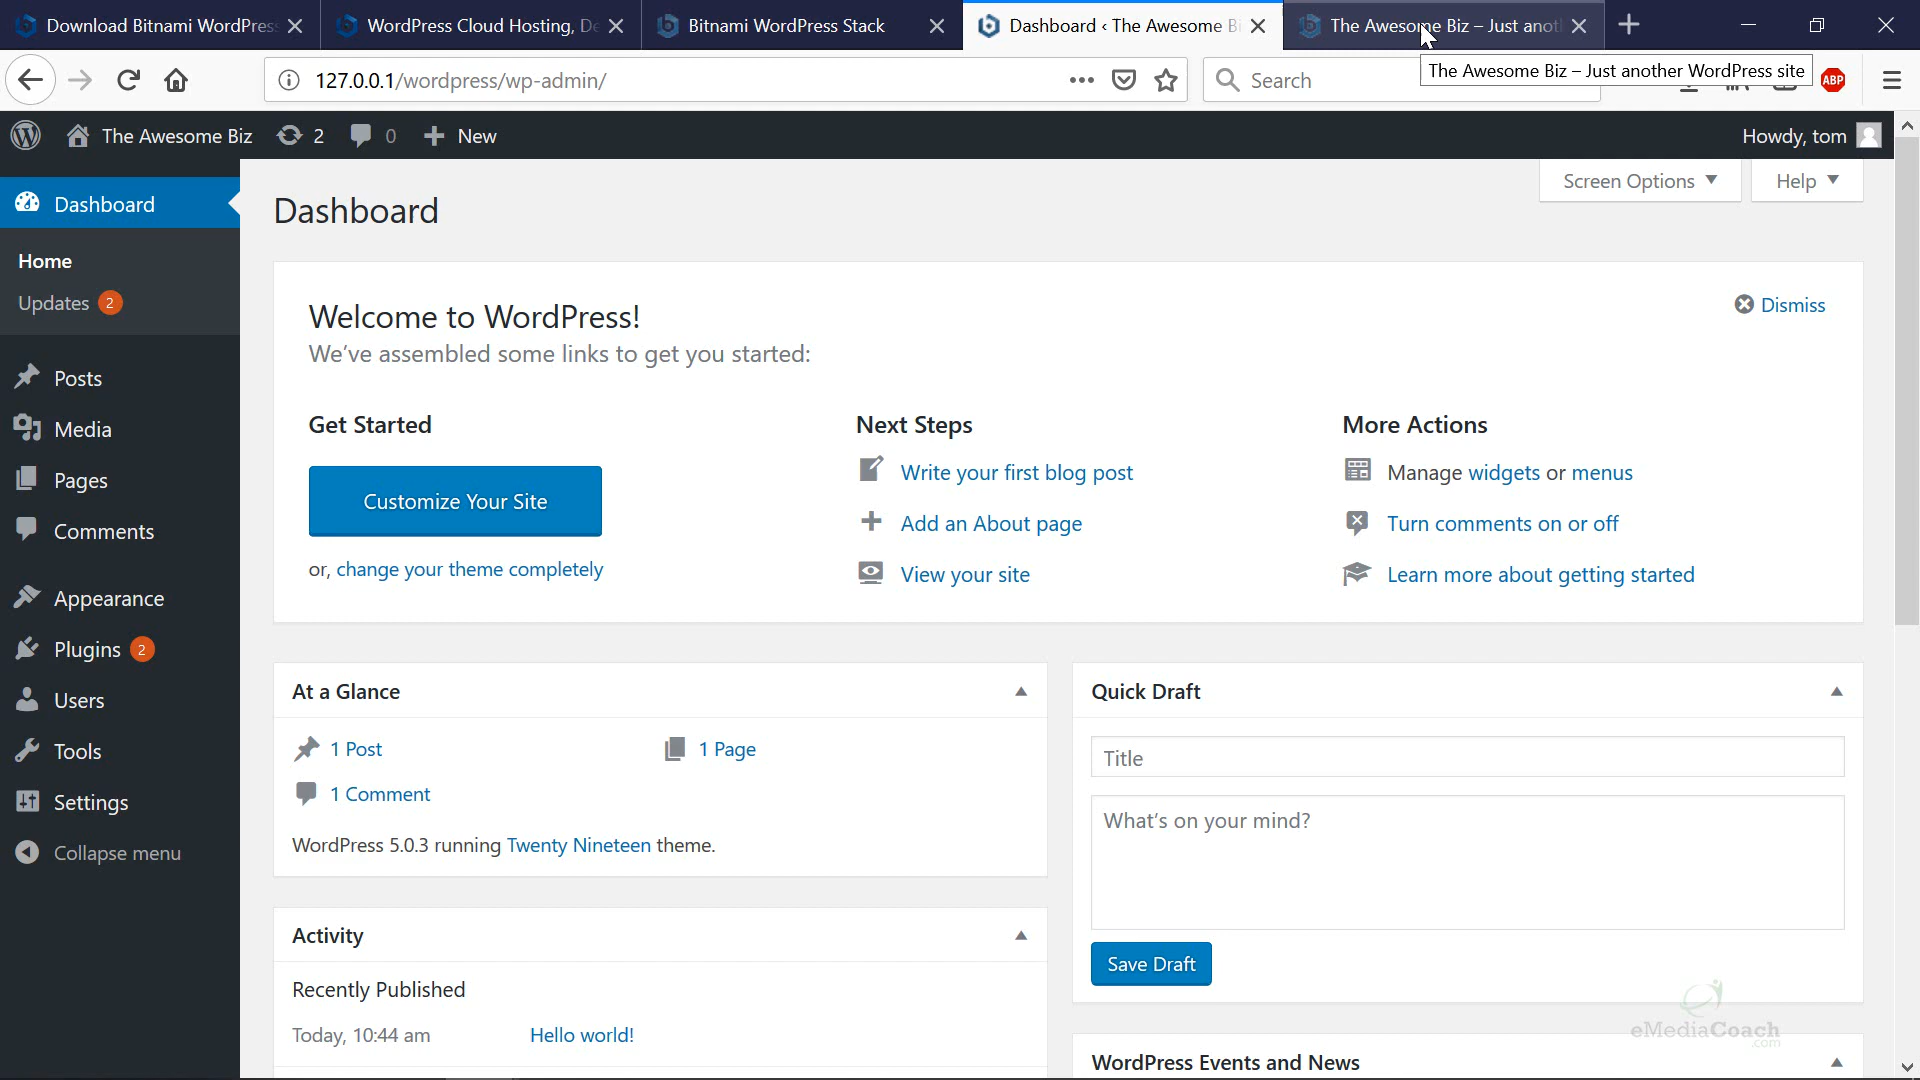 Download Bitnami WordPres
WordPress Cloud Hosting, De
Bitnami WordPress Stack
Dashboard ‹ The Awesome Bi
The Awesome Biz – Just anot
127.0.0.1/wordpress/wp-admin/
Search
The Awesome Biz – Just another WordPress site
ABP
The Awesome Biz
2
0
New
Howdy, tom
Screen Options
Help
Dashboard
Home
Updates 2
Posts
Media
Pages
Comments
Appearance
Plugins 2
Users
Tools
Settings
Collapse menu
Dashboard
Welcome to WordPress!
We've assembled some links to get you started:
Dismiss
Get Started
Customize Your Site
or, change your theme completely
Next Steps
Write your first blog post
Add an About page
View your site
More Actions
Manage widgets or menus
Turn comments on or off
Learn more about getting started
At a Glance
1 Post
1 Page
1 Comment
WordPress 5.0.3 running Twenty Nineteen theme.
Activity
Recently Published
Today, 10:44 am
Hello world!
Quick Draft
Title
What's on your mind?
Save Draft
eMediaCoach
.com
WordPress Events and News